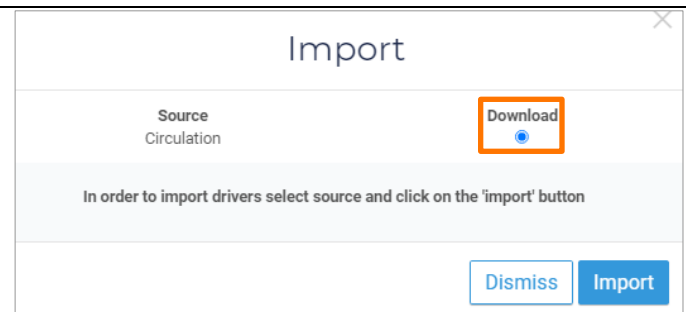 Import
Source Download
Circulation
In order to import drivers select source and click on the 'import' button
Dismiss Import